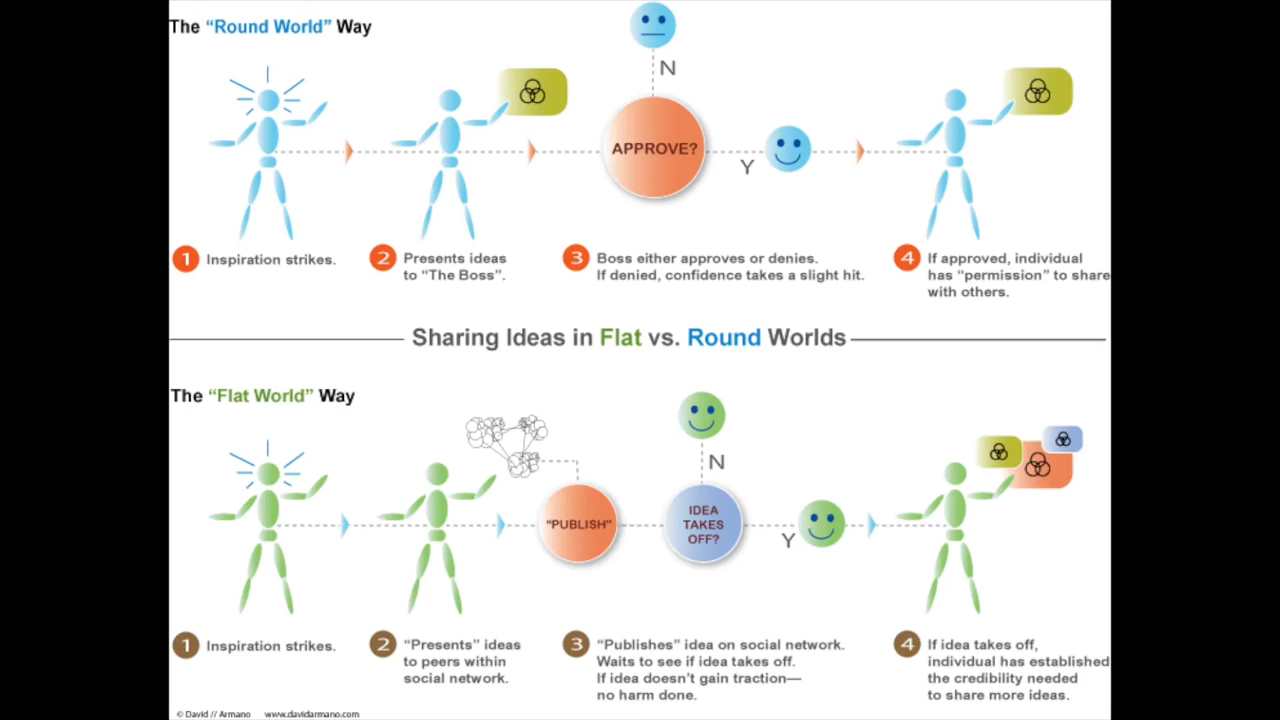 The “Round World” Way
N
APPROVE?
Y
1 Inspiration strikes.
2 Presents ideas
to “The Boss”.
3 Boss either approves or denies.
If denied, confidence takes a slight hit.
4 If approved, individual
has “permission” to share
with others.
Sharing Ideas in Flat vs. Round Worlds
The “Flat World” Way
N
“PUBLISH”
IDEA
TAKES
OFF?
Y
1 Inspiration strikes.
2 “Presents” ideas
to peers within
social network.
3 “Publishes” idea on social network.
Waits to see if idea takes off.
If idea doesn’t gain traction—
no harm done.
4 If idea takes off,
individual has established
the credibility needed
to share more ideas.
© David // Armano www.davidarmano.com